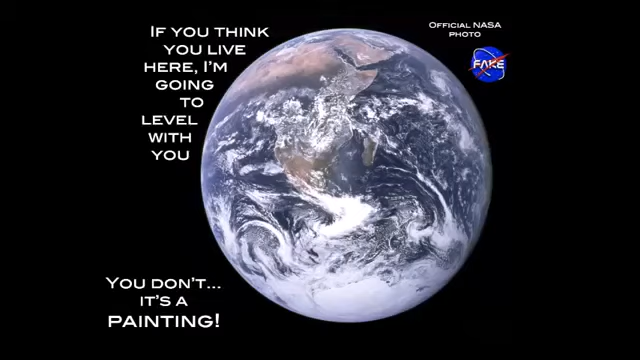 IF YOU THINK
YOU LIVE
HERE, I'M
GOING
TO
LEVEL
WITH
YOU
OFFICIAL NASA
PHOTO
FAKE
YOU DON'T...
IT'S A
PAINTING!